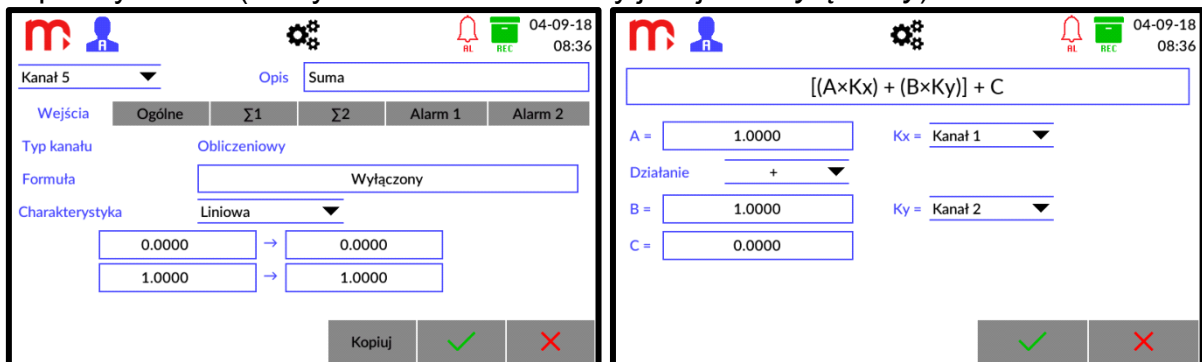 m A AL REC 04-09-18
08:36
Kanał 5 Opis Suma
Wejścia Ogólne ∑1 ∑2 Alarm 1 Alarm 2
Typ kanału Obliczeniowy
Formuła Wyłączony
Charakterystyka Liniowa
0.0000 → 0.0000
1.0000 → 1.0000
Kopiuj
m A AL REC 04-09-18
08:36
[(A×Kx) + (B×Ky)] + C
A = 1.0000 Kx = Kanał 1
Działanie +
B = 1.0000 Ky = Kanał 2
C = 0.0000